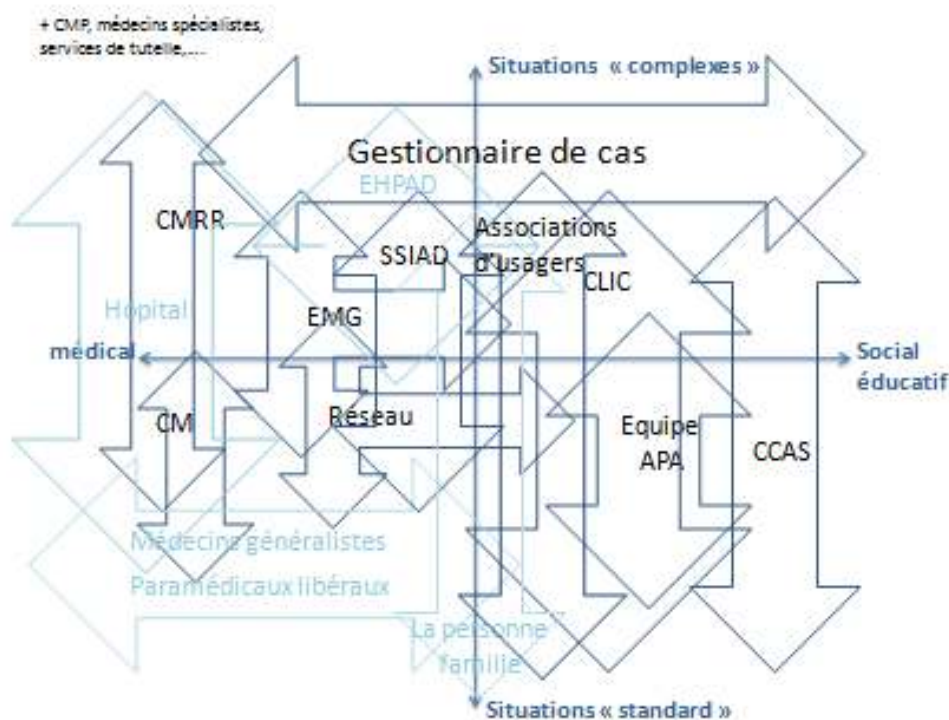 + CMP, médecins spécialistes,
services de tutelle,...
Situations « complexes »
Gestionnaire de cas
EHPAD
CMRR
Associations
d'usagers
SSIAD
CLIC
Hôpital
EMG
médical
Social
éducatif
CM
Réseau
Equipe
APA
CCAS
Médecins généralistes
Paramédicaux libéraux
La personne
famille
Situations « standard »